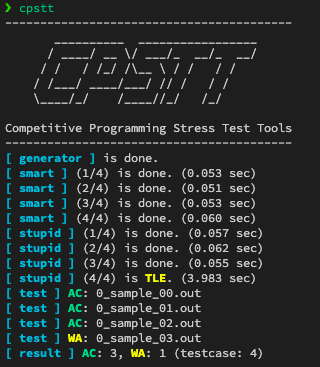 ❯ cpstt
CPSTT
Competitive Programming Stress Test Tools
[ generator ] is done.
[ smart ] (1/4) is done. (0.053 sec)
[ smart ] (2/4) is done. (0.051 sec)
[ smart ] (3/4) is done. (0.053 sec)
[ smart ] (4/4) is done. (0.060 sec)
[ stupid ] (1/4) is done. (0.057 sec)
[ stupid ] (2/4) is done. (0.062 sec)
[ stupid ] (3/4) is done. (0.055 sec)
[ stupid ] (4/4) is TLE. (3.983 sec)
[ test ] AC: 0_sample_00.out
[ test ] AC: 0_sample_01.out
[ test ] AC: 0_sample_02.out
[ test ] WA: 0_sample_03.out
[ result ] AC: 3, WA: 1 (testcase: 4)